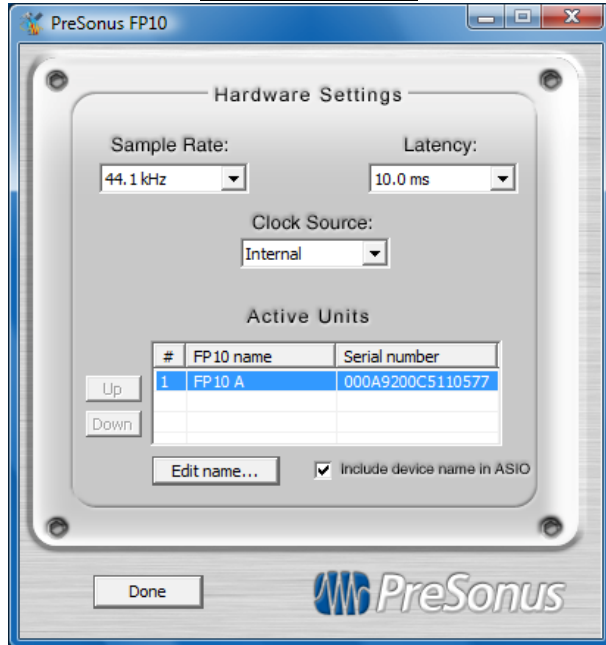 PreSonus FP10
Hardware Settings
Sample Rate: Latency:
44.1 kHz 10.0 ms
Clock Source:
Internal
Active Units
# FP10 name Serial number
Up 1 FP10 A 000A9200C5110577
Down
Edit name... Include device name in ASIO
Done PreSonus